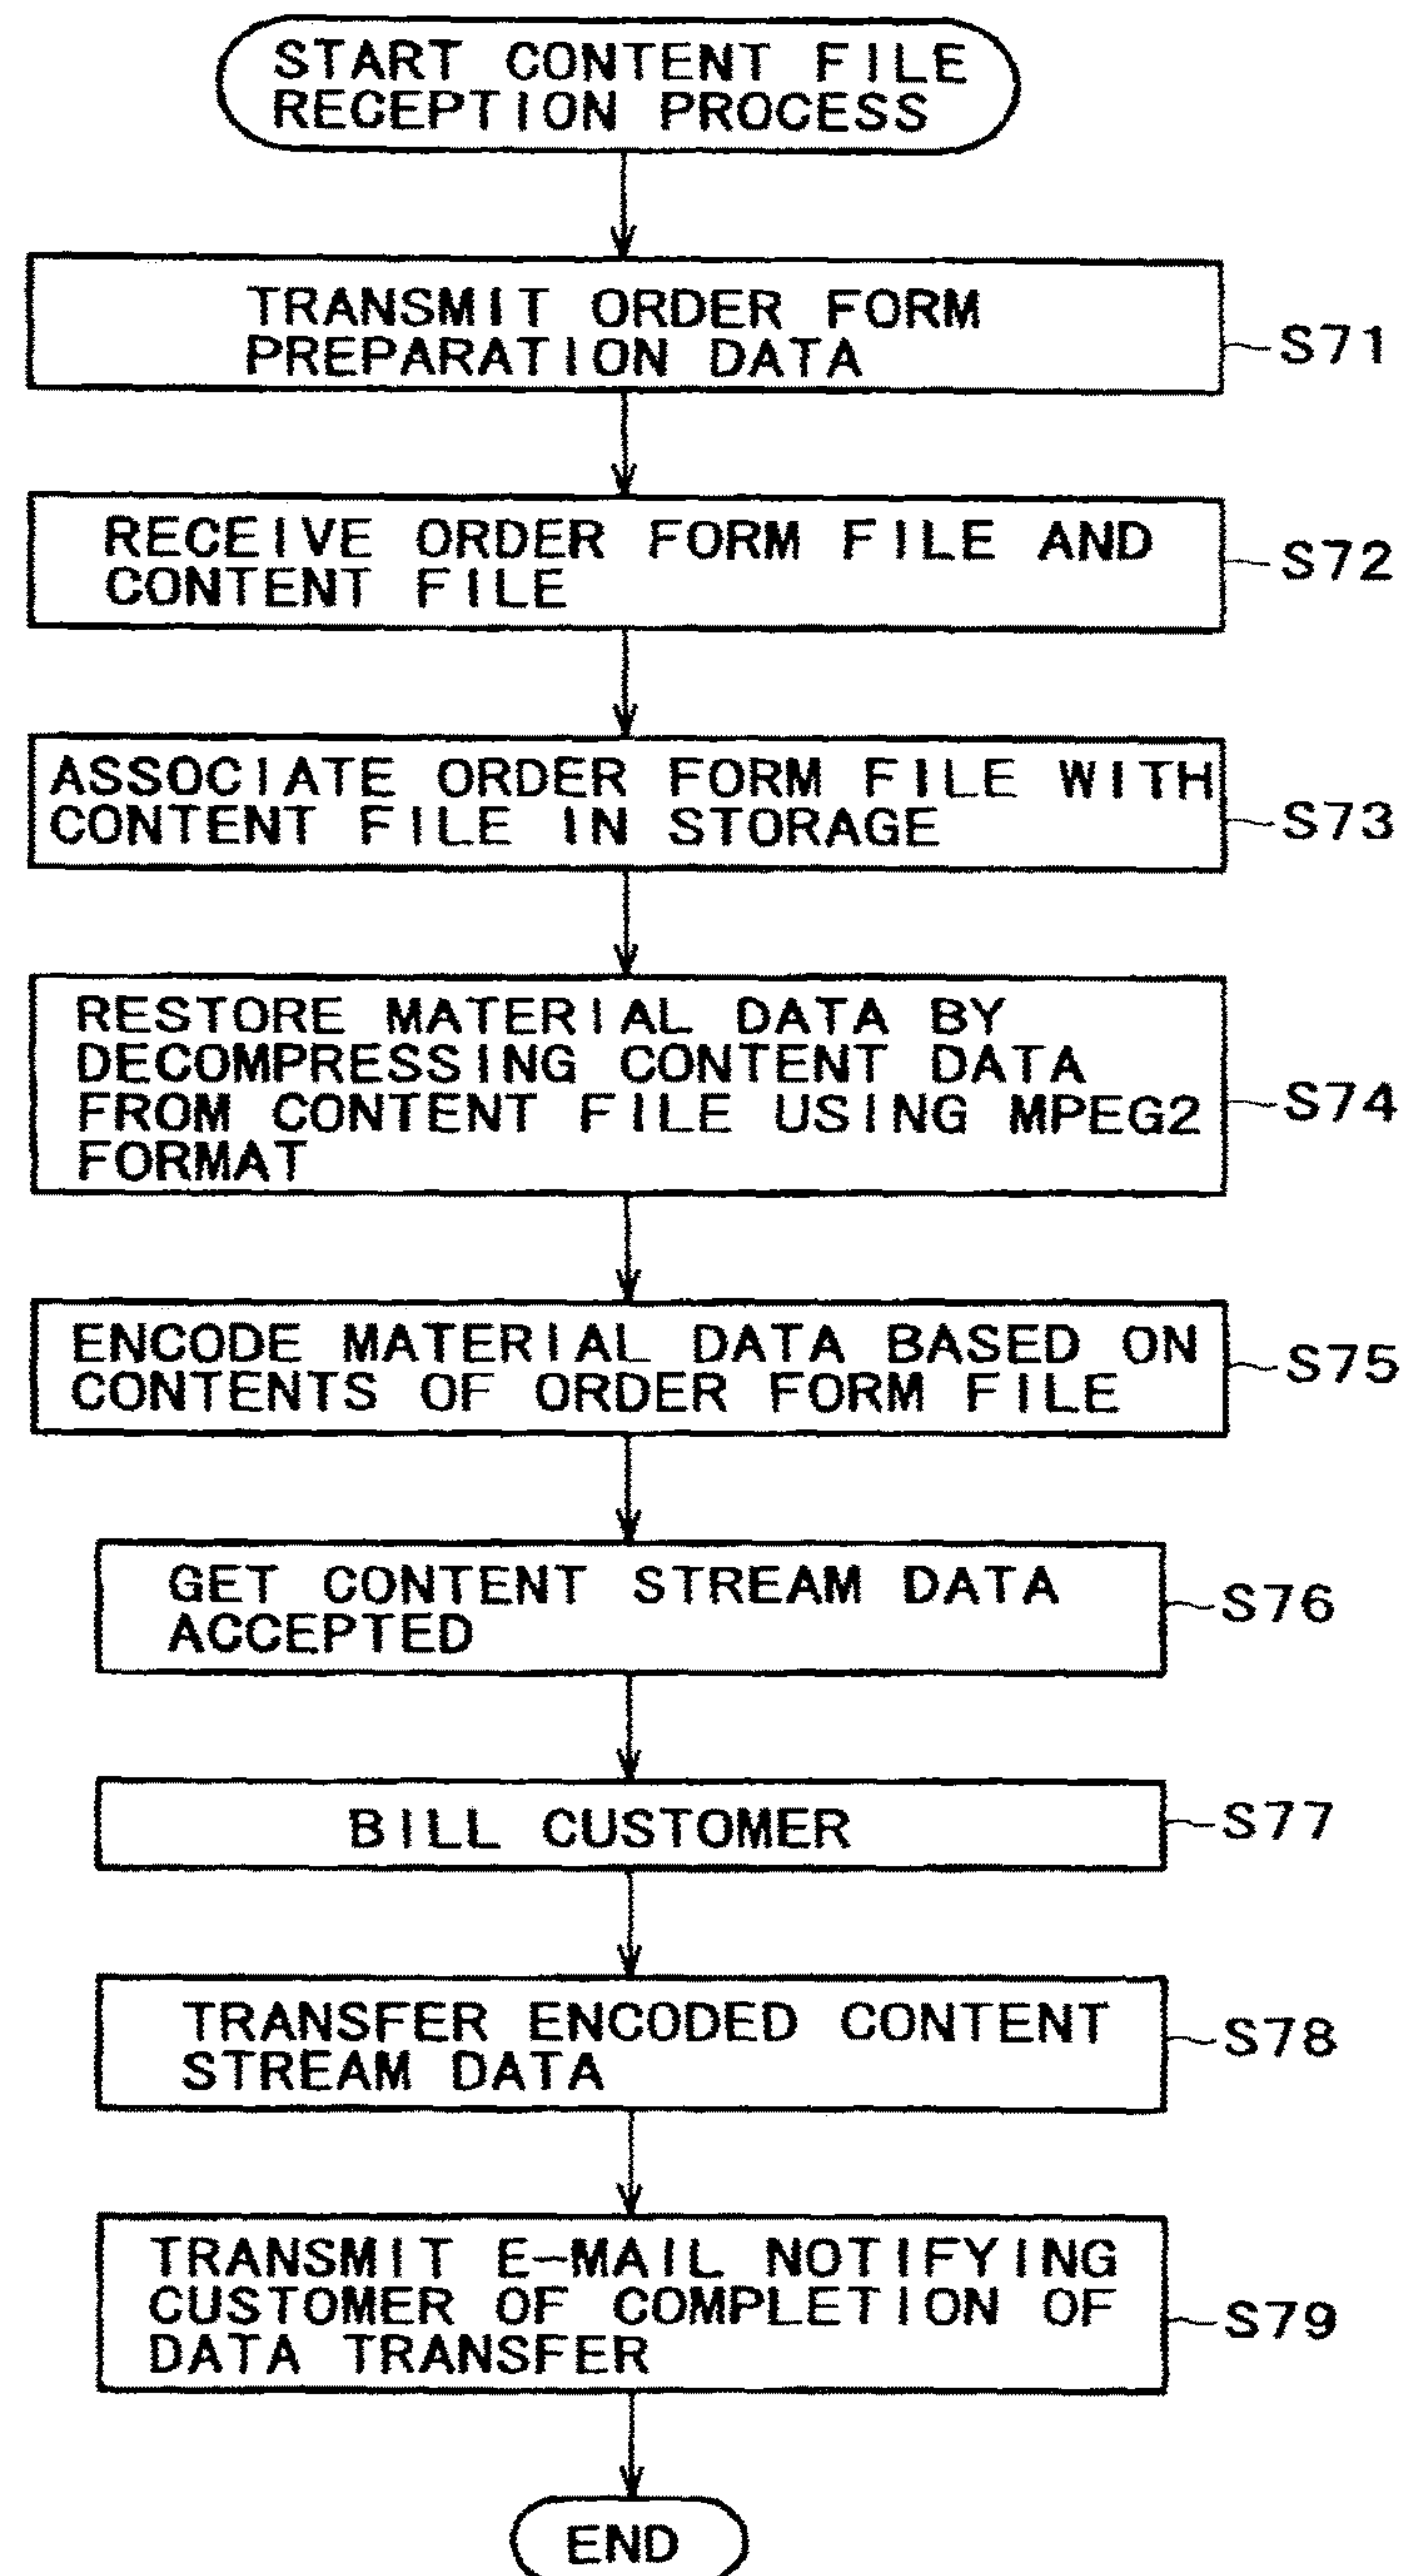 START CONTENT FILE
RECEPTION PROCESS
TRANSMIT ORDER FORM
PREPARATION DATA
S71
RECEIVE ORDER FORM FILE AND
CONTENT FILE
S72
ASSOCIATE ORDER FORM FILE WITH
CONTENT FILE IN STORAGE
S73
RESTORE MATERIAL DATA BY
DECOMPRESSING CONTENT DATA
FROM CONTENT FILE USING MPEG2
FORMAT
S74
ENCODE MATERIAL DATA BASED ON
CONTENTS OF ORDER FORM FILE
S75
GET CONTENT STREAM DATA
ACCEPTED
S76
BILL CUSTOMER
S77
TRANSFER ENCODED CONTENT
STREAM DATA
S78
TRANSMIT E-MAIL NOTIFYING
CUSTOMER OF COMPLETION OF
DATA TRANSFER
S79
END